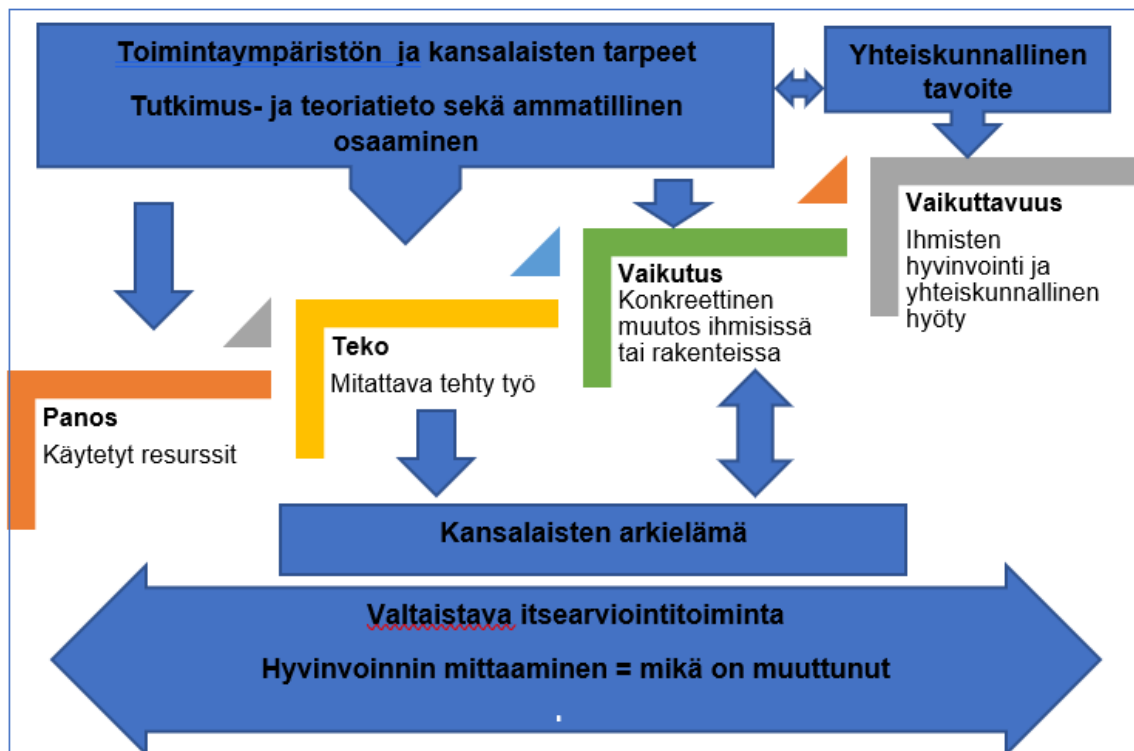 Toimintaympäristön ja kansalaisten tarpeet
Tutkimus- ja teoriatieto sekä ammatillinen
osaaminen
Yhteiskunnallinen
tavoite
Vaikuttavuus
Ihmisten
hyvinvointi ja
yhteiskunnallinen
hyöty
Vaikutus
Konkreettinen
muutos ihmisissä
tai rakenteissa
Teko
Mitattava tehty työ
Panos
Käytetyt resurssit
Kansalaisten arkielämä
Valtaistava itsearviointitoiminta
Hyvinvoinnin mittaaminen = mikä on muuttunut
.